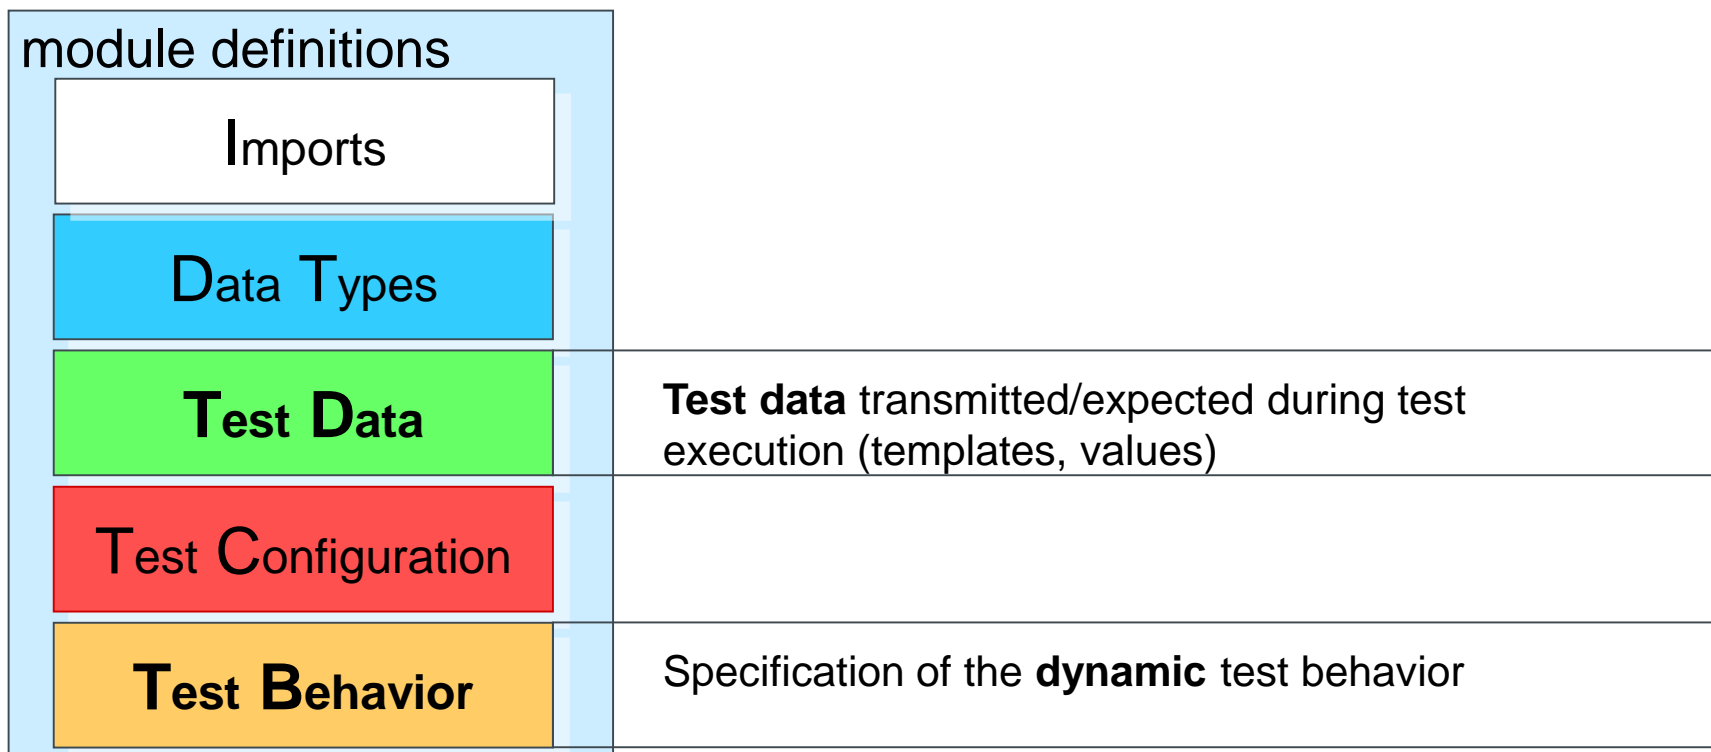 module definitions
Imports
Data Types
Test Data
Test data transmitted/expected during test
execution (templates, values)
Test Configuration
Test Behavior
Specification of the dynamic test behavior